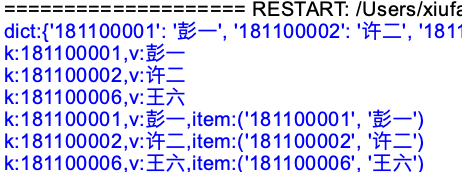 ===================== RESTART: /Users/xiufa
dict:{'181100001': '彭一', '181100002': '许二', '1811
k:181100001,v:彭一
k:181100002,v:许二
k:181100006,v:王六
k:181100001,v:彭一,item:('181100001', '彭一')
k:181100002,v:许二,item:('181100002', '许二')
k:181100006,v:王六,item:('181100006', '王六')